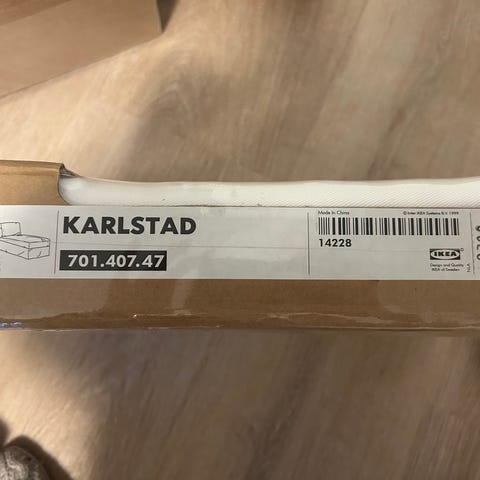 KARLSTAD
701.407.47
Made in China
© Inter IKEA Systems B.V. 1999
14228
IKEA®
Design and Quality
IKEA of Sweden